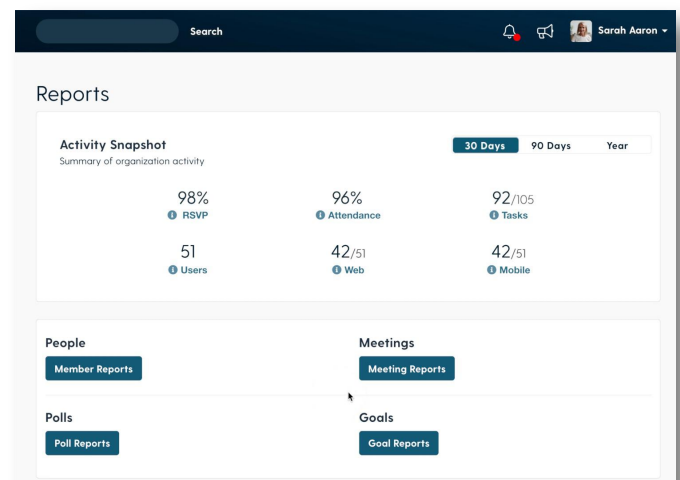 Search
Sarah Aaron
Reports
Activity Snapshot
Summary of organization activity
30 Days 90 Days Year
98% 96% 92/105
RSVP Attendance Tasks
51 42/51 42/51
Users Web Mobile
People Meetings
Member Reports Meeting Reports
Polls Goals
Poll Reports Goal Reports